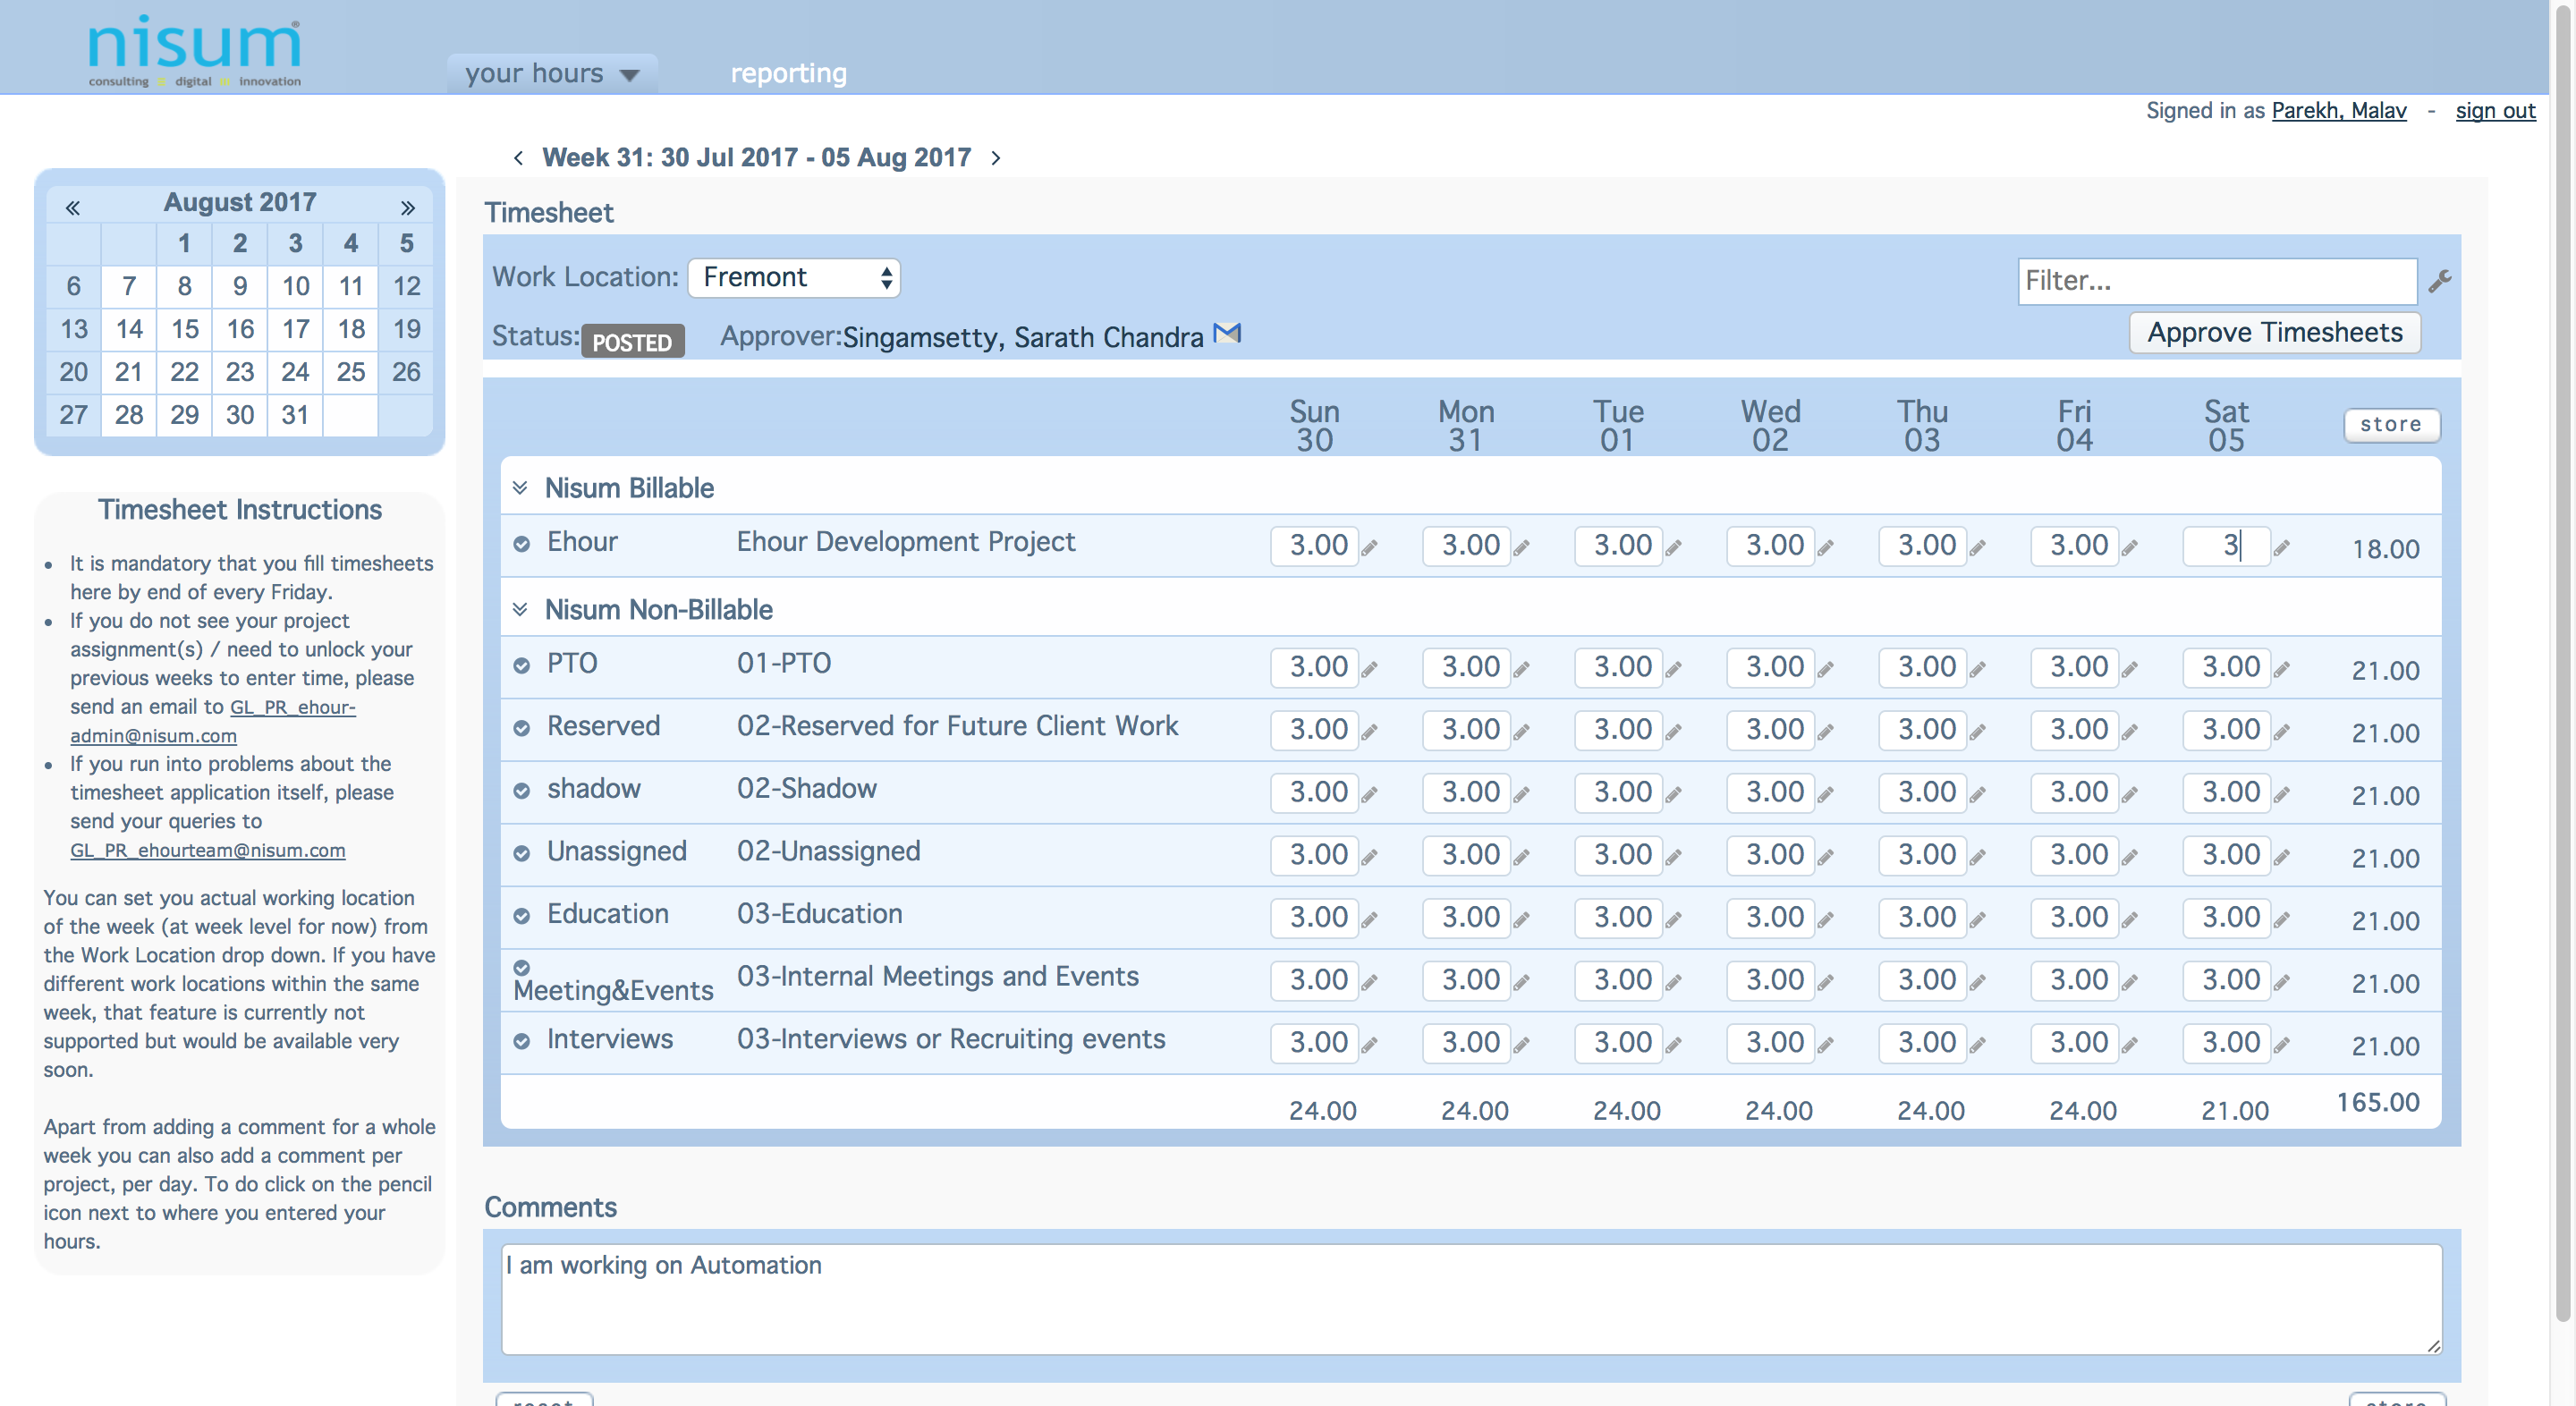 nisum®
consulting digital innovation
your hours
reporting
Signed in as Parekh, Malav - sign out
Week 31: 30 Jul 2017 - 05 Aug 2017
« August 2017 »
1 2 3 4 5
6 7 8 9 10 11 12
13 14 15 16 17 18 19
20 21 22 23 24 25 26
27 28 29 30 31
Timesheet Instructions
• It is mandatory that you fill timesheets
here by end of every Friday.
• If you do not see your project
assignment(s) / need to unlock your
previous weeks to enter time, please
send an email to GL_PR_ehour-
admin@nisum.com
• If you run into problems about the
timesheet application itself, please
send your queries to
GL_PR_ehourteam@nisum.com
You can set you actual working location
of the week (at week level for now) from
the Work Location drop down. If you have
different work locations within the same
week, that feature is currently not
supported but would be available very
soon.
Apart from adding a comment for a whole
week you can also add a comment per
project, per day. To do click on the pencil
icon next to where you entered your
hours.
Timesheet
Work Location: Fremont
Filter...
Status: POSTED Approver:Singamsetty, Sarath Chandra
Approve Timesheets
Sun Mon Tue Wed Thu Fri Sat
30 31 01 02 03 04 05
store
Nisum Billable
Ehour Ehour Development Project 3.00 3.00 3.00 3.00 3.00 3.00 3 18.00
Nisum Non-Billable
PTO 01-PTO 3.00 3.00 3.00 3.00 3.00 3.00 3.00 21.00
Reserved 02-Reserved for Future Client Work 3.00 3.00 3.00 3.00 3.00 3.00 3.00 21.00
shadow 02-Shadow 3.00 3.00 3.00 3.00 3.00 3.00 3.00 21.00
Unassigned 02-Unassigned 3.00 3.00 3.00 3.00 3.00 3.00 3.00 21.00
Education 03-Education 3.00 3.00 3.00 3.00 3.00 3.00 3.00 21.00
Meeting&Events 03-Internal Meetings and Events 3.00 3.00 3.00 3.00 3.00 3.00 3.00 21.00
Interviews 03-Interviews or Recruiting events 3.00 3.00 3.00 3.00 3.00 3.00 3.00 21.00
24.00 24.00 24.00 24.00 24.00 24.00 21.00 165.00
Comments
I am working on Automation